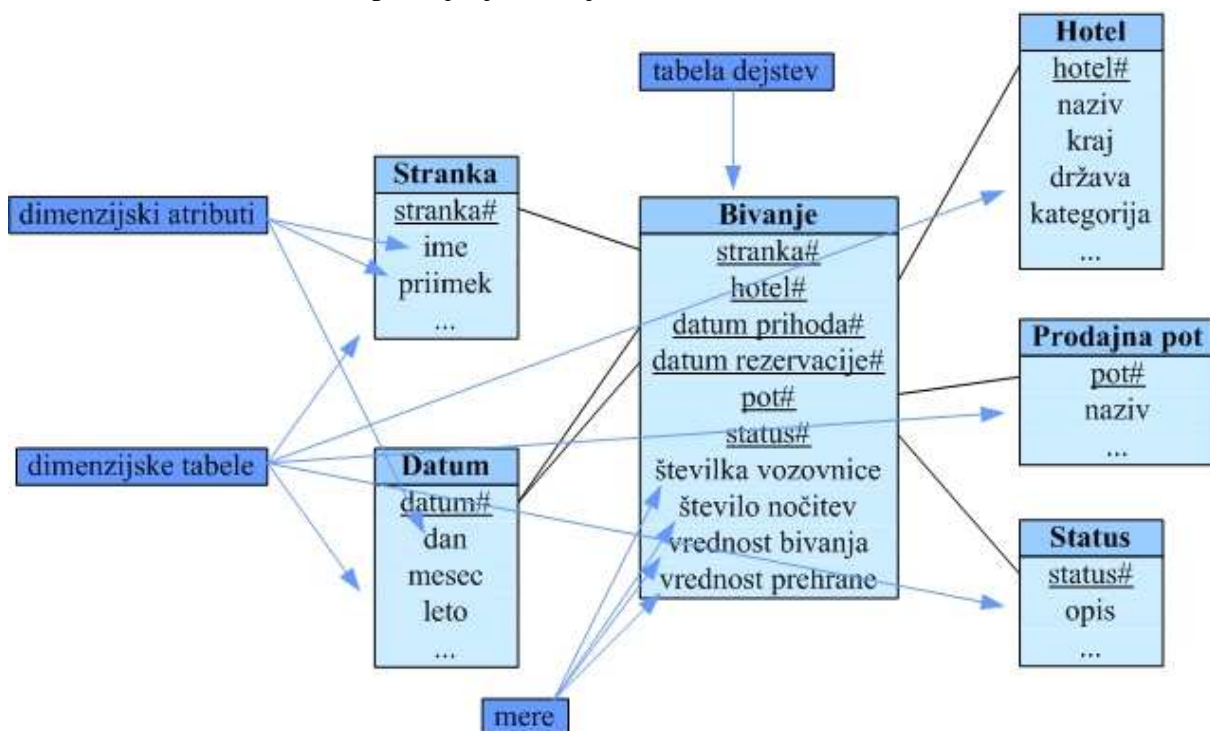 tabela dejstev
Hotel
hotel#
naziv
kraj
država
kategorija
...
dimenzijski atributi
Stranka
stranka#
ime
priimek
...
Bivanje
stranka#
hotel#
datum prihoda#
datum rezervacije#
pot#
status#
številka vozovnice
število nočitev
vrednost bivanja
vrednost prehrane
Prodajna pot
pot#
naziv
...
dimenzijske tabele
Datum
datum#
dan
mesec
leto
...
Status
status#
opis
...
mere